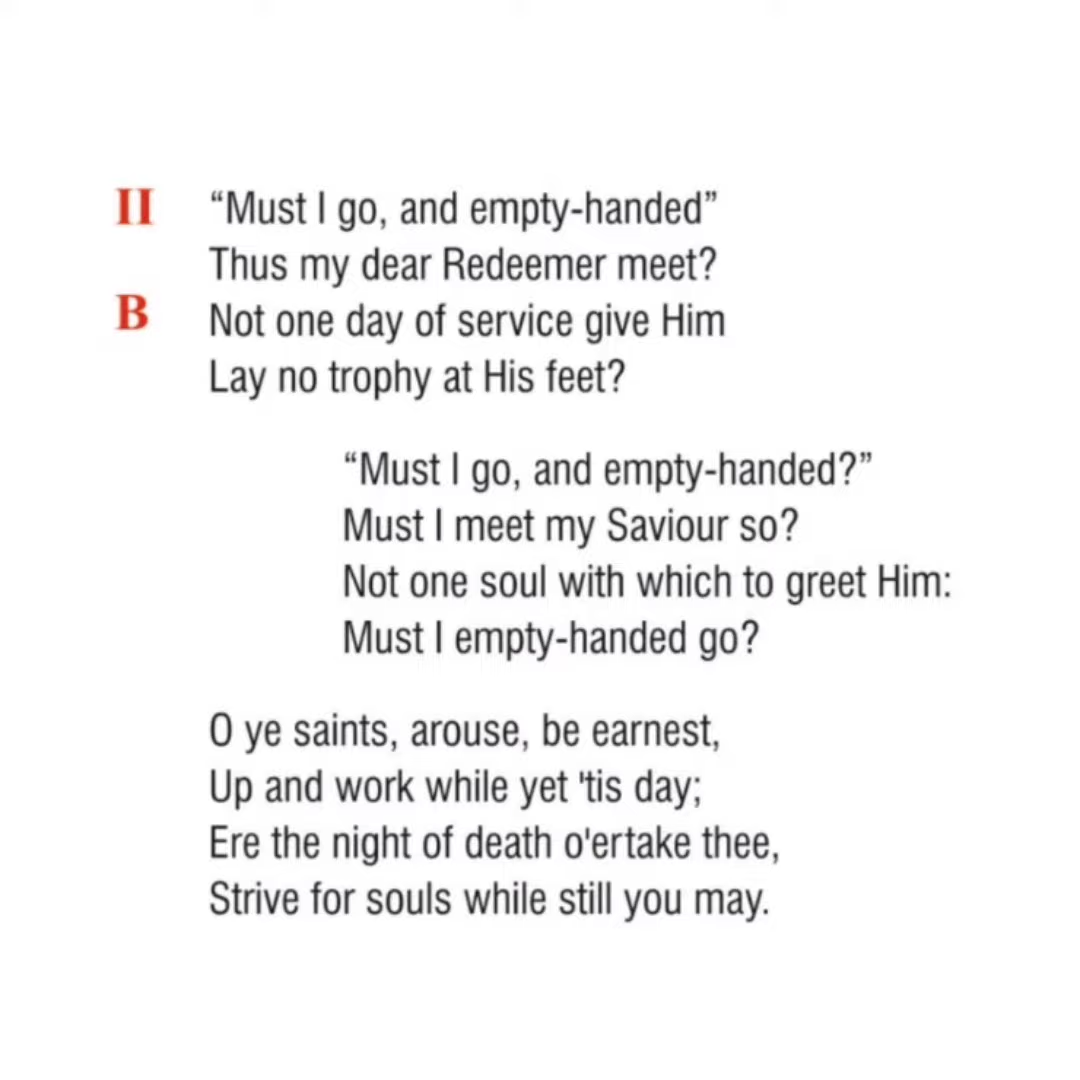 II “Must I go, and empty-handed”
Thus my dear Redeemer meet?
B Not one day of service give Him
Lay no trophy at His feet?
“Must I go, and empty-handed?”
Must I meet my Saviour so?
Not one soul with which to greet Him:
Must I empty-handed go?
O ye saints, arouse, be earnest,
Up and work while yet 'tis day;
Ere the night of death o'ertake thee,
Strive for souls while still you may.